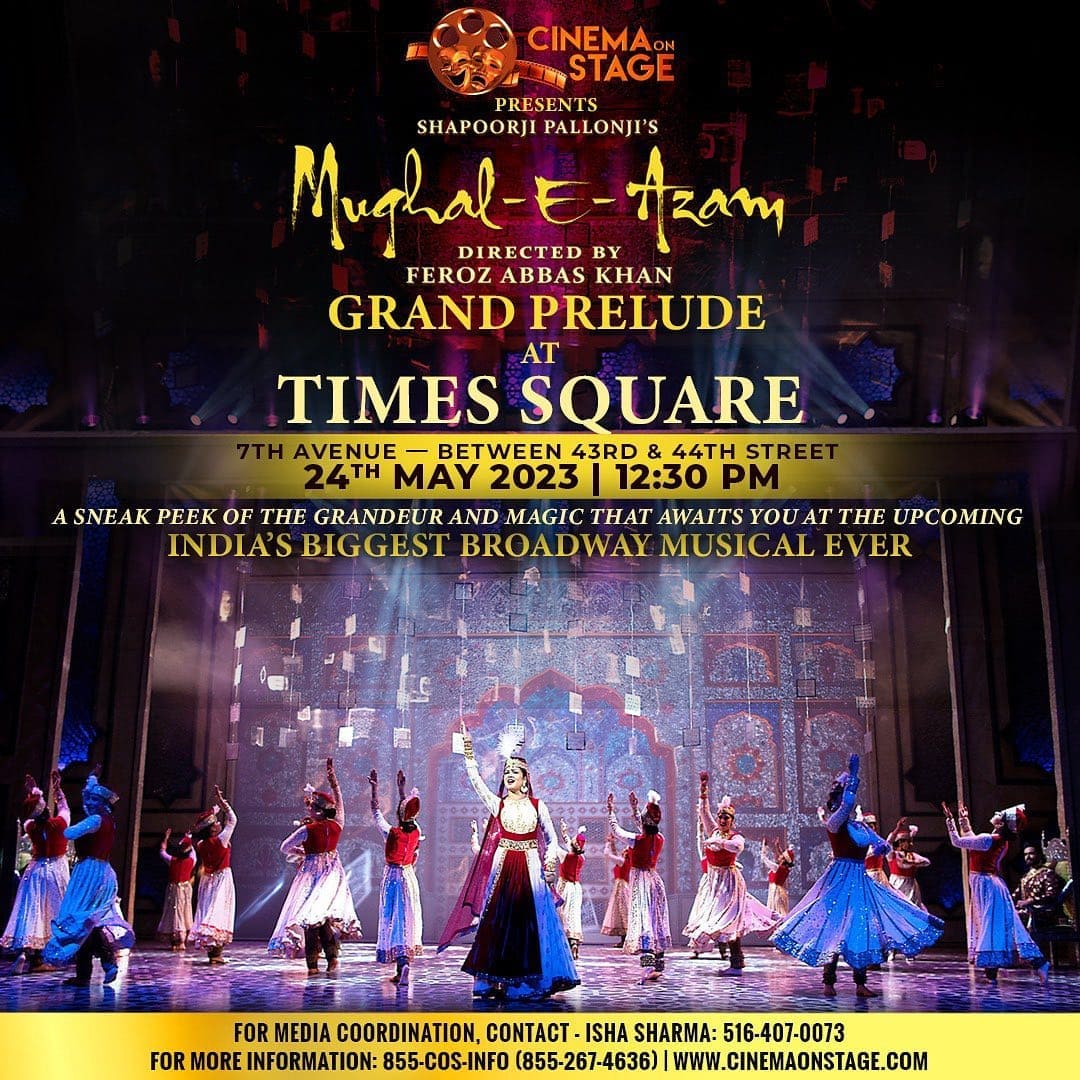 CINEMA ON
STAGE
PRESENTS
SHAPOORJI PALLONJI'S
Mughal-E-Azam
DIRECTED BY
FEROZ ABBAS KHAN
GRAND PRELUDE
AT
TIMES SQUARE
7TH AVENUE — BETWEEN 43RD & 44TH STREET
24TH MAY 2023 | 12:30 PM
A SNEAK PEEK OF THE GRANDEUR AND MAGIC THAT AWAITS YOU AT THE UPCOMING
INDIA'S BIGGEST BROADWAY MUSICAL EVER
FOR MEDIA COORDINATION, CONTACT - ISHA SHARMA: 516-407-0073
FOR MORE INFORMATION: 855-COS-INFO (855-267-4636) | WWW.CINEMAONSTAGE.COM